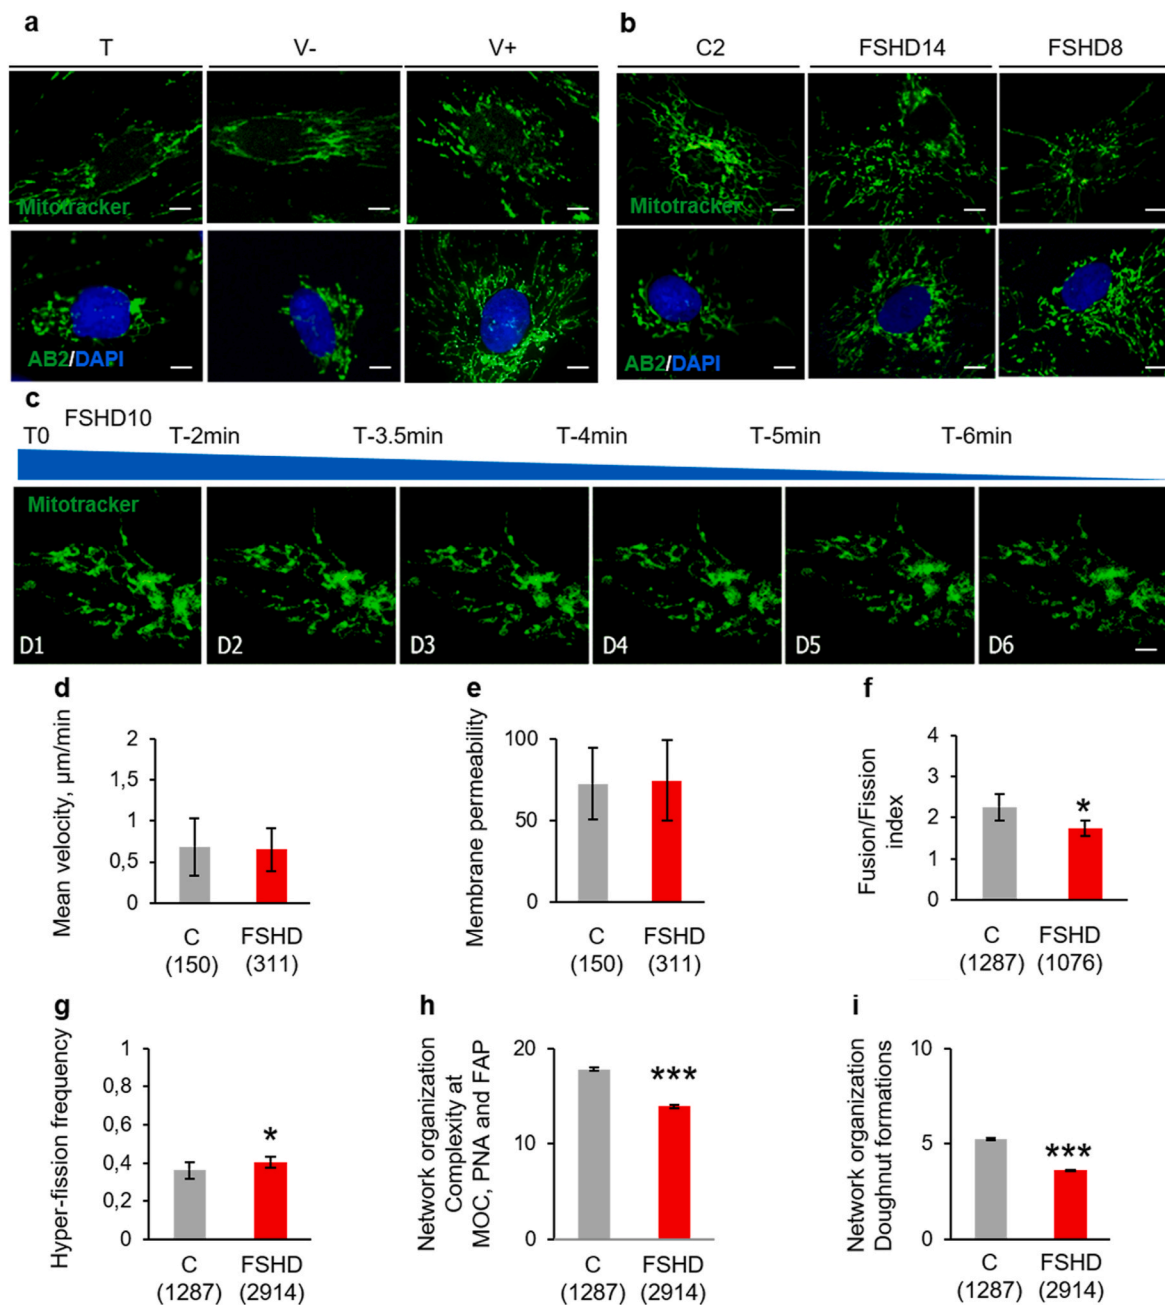 a
T V- V+
Mitotracker
AB2/DAPI
b
C2 FSHD14 FSHD8
Mitotracker
AB2/DAPI
c
FSHD10
T0 T-2min T-3.5min T-4min T-5min T-6min
Mitotracker
D1 D2 D3 D4 D5 D6
d
Mean velocity, µm/min
2
1,5
1
0,5
0
C FSHD
(150) (311)
e
Membrane permeability
100
50
0
C FSHD
(150) (311)
f
Fusion/Fission
index
4
3
2
1
0
*
C FSHD
(1287) (1076)
g
Hyper-fission frequency
1
0,8
0,6
0,4
0,2
0
*
C FSHD
(1287) (2914)
h
Network organization
Complexity at
MOC, PNA and FAP
20
10
0
***
C FSHD
(1287) (2914)
i
Network organization
Doughnut formations
10
5
0
***
C FSHD
(1287) (2914)